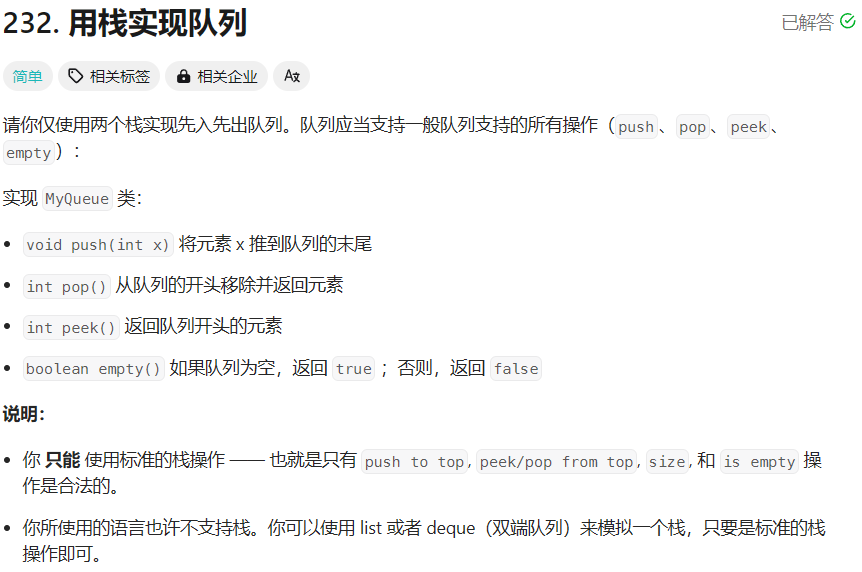 232. 用栈实现队列
已解答
简单 相关标签 相关企业 Aあ
请你仅使用两个栈实现先入先出队列。队列应当支持一般队列支持的所有操作（push、pop、peek、
empty）：
实现 MyQueue 类：
• void push(int x) 将元素 x 推到队列的末尾
• int pop() 从队列的开头移除并返回元素
• int peek() 返回队列开头的元素
• boolean empty() 如果队列为空，返回 true ；否则，返回 false
说明：
• 你 只能 使用标准的栈操作 —— 也就是只有 push to top, peek/pop from top, size, 和 is empty 操
作是合法的。
• 你所使用的语言也许不支持栈。你可以使用 list 或者 deque（双端队列）来模拟一个栈，只要是标准的栈
操作即可。